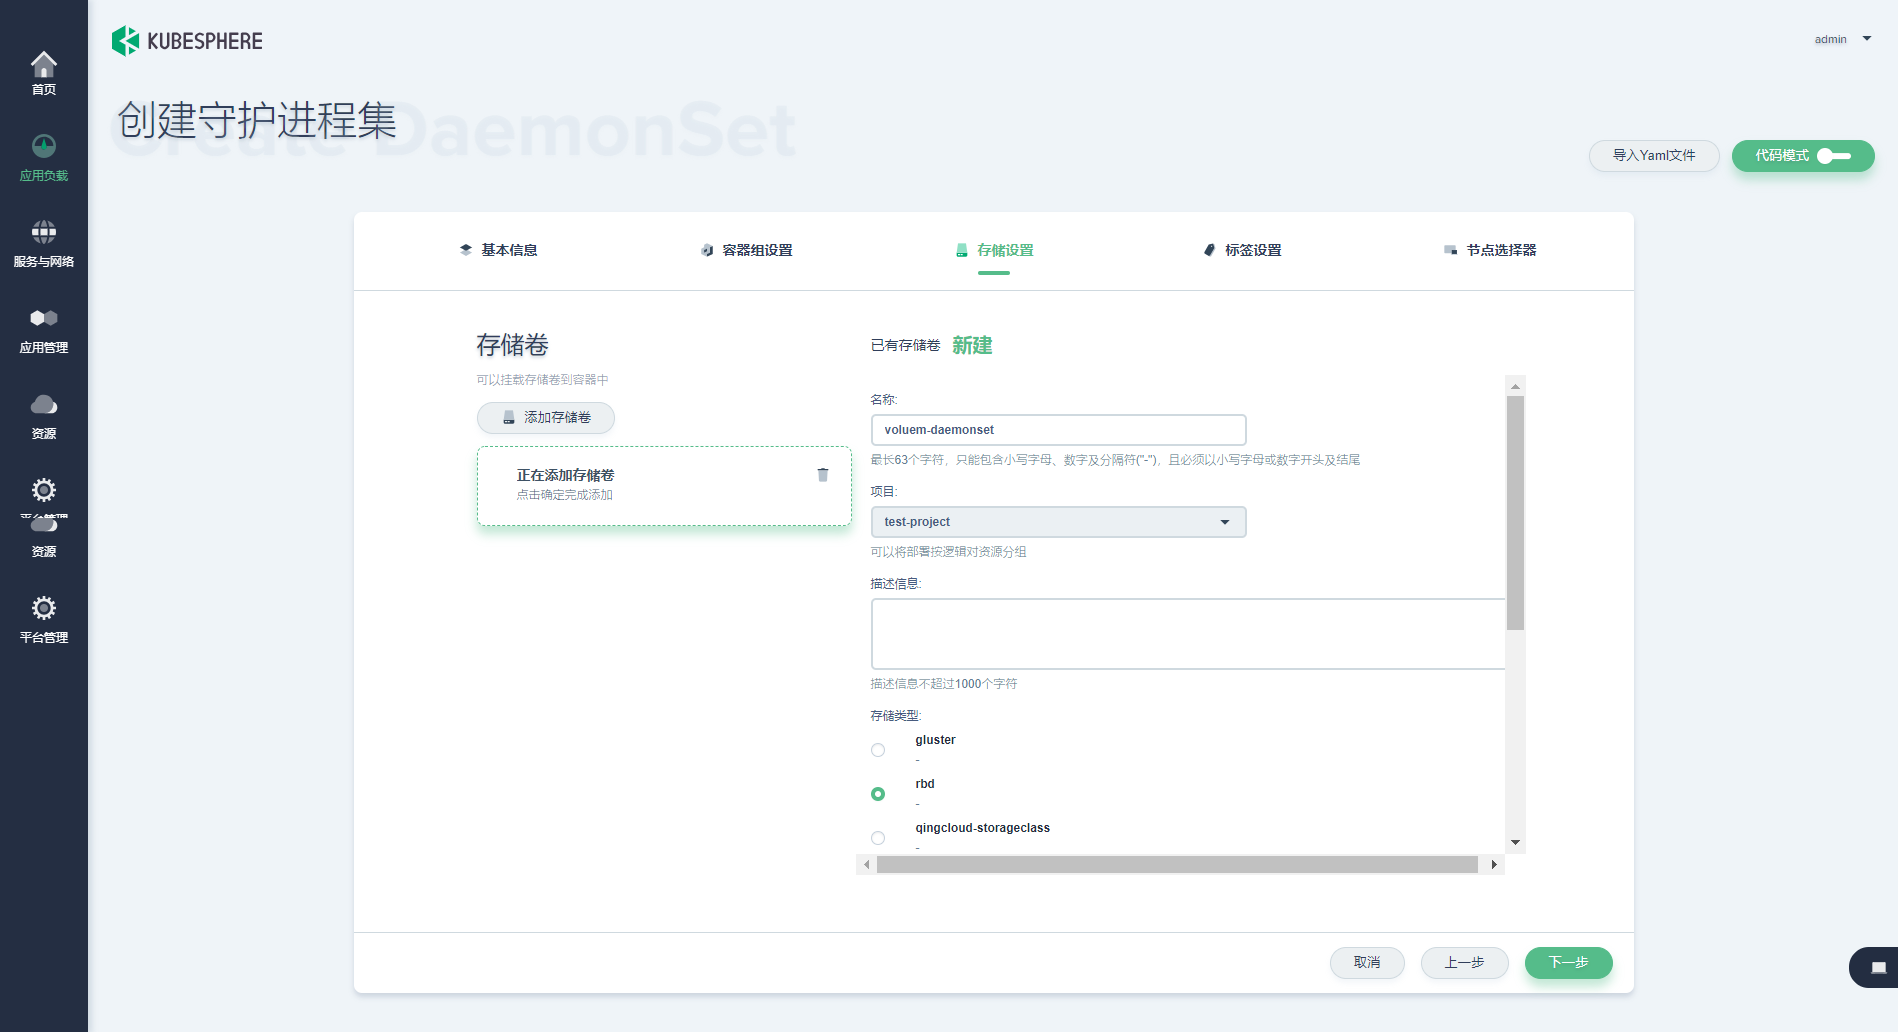 KUBESPHERE
admin
首页
应用负载
服务与网络
应用管理
资源
平台管理
资源
平台管理
Create DaemonSet
创建守护进程集
导入Yaml文件
代码模式
基本信息
容器组设置
存储设置
标签设置
节点选择器
存储卷
可以挂载存储卷到容器中
添加存储卷
正在添加存储卷
点击确定完成添加
已有存储卷 新建
名称:
voluem-daemonset
最长63个字符，只能包含小写字母、数字及分隔符("-")，且必须以小写字母或数字开头及结尾
项目:
test-project
可以将部署按逻辑对资源分组
描述信息:
描述信息不超过1000个字符
存储类型:
gluster
-
rbd
-
qingcloud-storageclass
-
取消
上一步
下一步